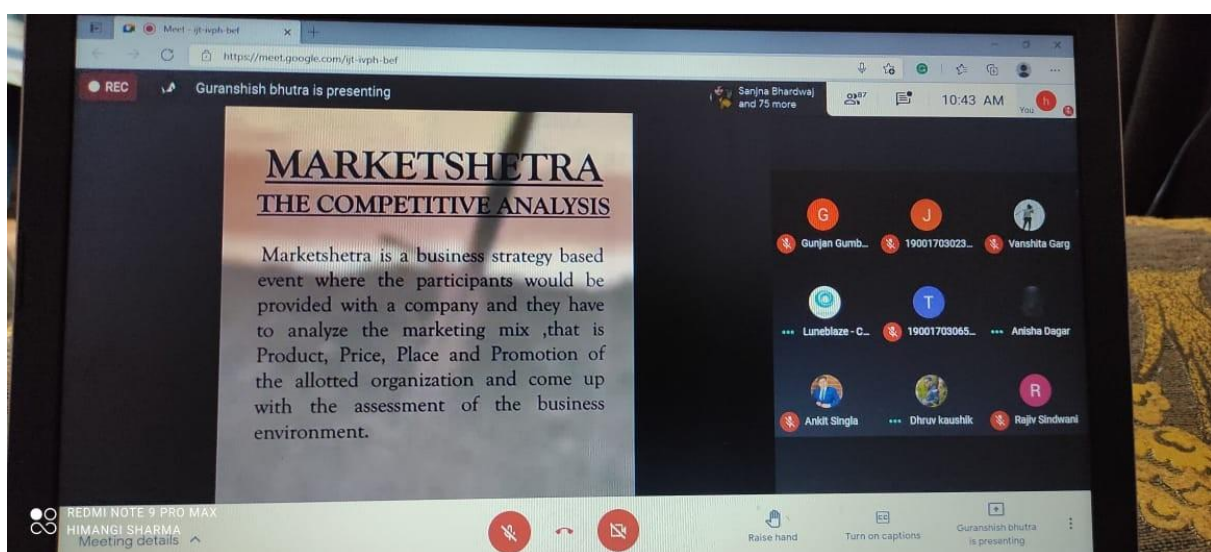 Meet - ijt-ivph-bef
https://meet.google.com/ijt-ivph-bef
REC
Guranshish bhutra is presenting
Sanjna Bhardwaj
and 75 more
87
10:43 AM
You
h
MARKETSHETRA
THE COMPETITIVE ANALYSIS
Marketshetra is a business strategy based
event where the participants would be
provided with a company and they have
to analyze the marketing mix ,that is
Product, Price, Place and Promotion of
the allotted organization and come up
with the assessment of the business
environment.
G
J
Gunjan Gumb...
19001703023...
Vanshita Garg
T
Luneblaze - C...
19001703065...
Anisha Dagar
R
Ankit Singla
Dhruv kaushik
Rajiv Sindwani
REDMI NOTE 9 PRO MAX
HIMANGI SHARMA
Meeting details
Raise hand
CC
Turn on captions
Guranshish bhutra
is presenting